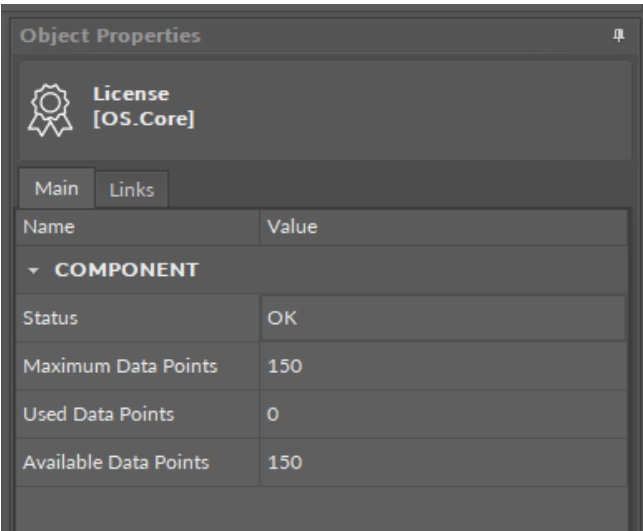 Object Properties
License
[OS.Core]
Main Links
Name Value
COMPONENT
Status OK
Maximum Data Points 150
Used Data Points 0
Available Data Points 150